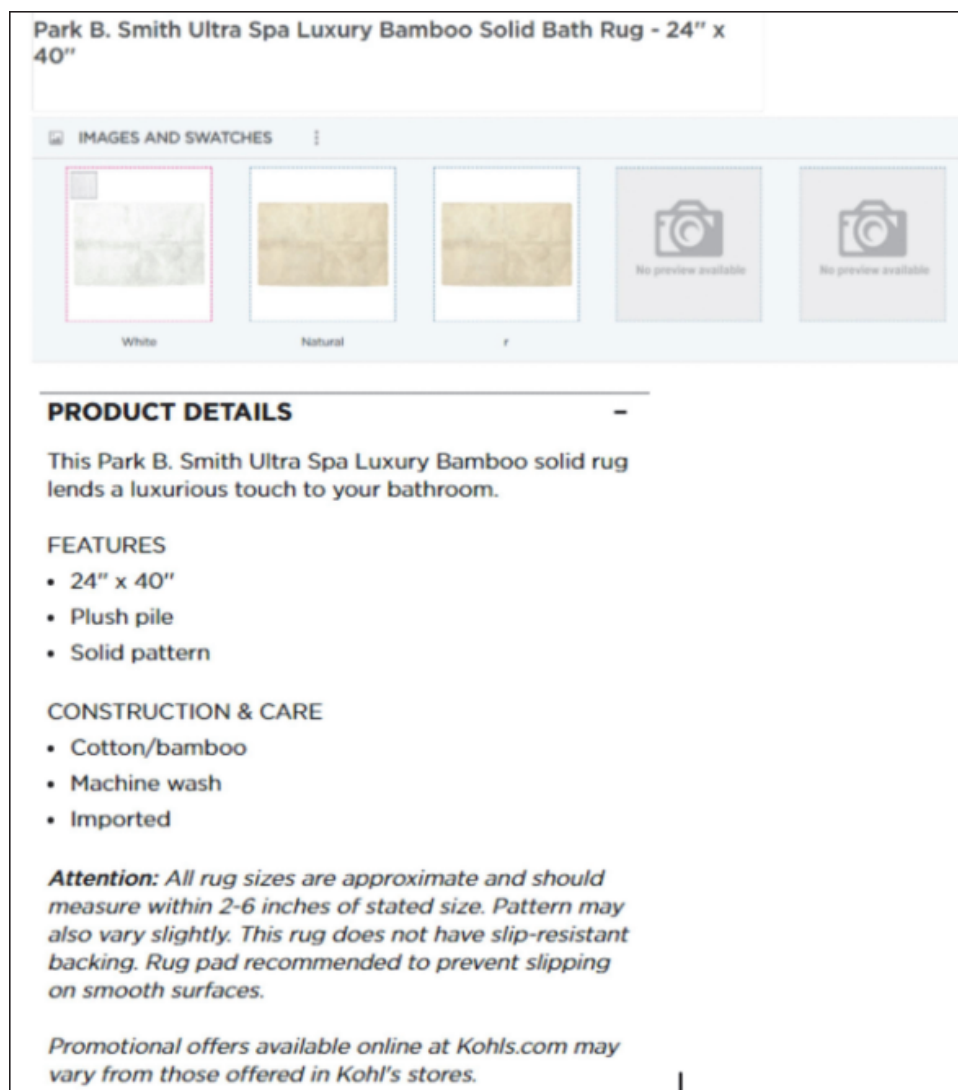 Park B. Smith Ultra Spa Luxury Bamboo Solid Bath Rug - 24" x
40"
IMAGES AND SWATCHES
No preview available
No preview available
White
Natural
r
PRODUCT DETAILS
–
This Park B. Smith Ultra Spa Luxury Bamboo solid rug
lends a luxurious touch to your bathroom.
FEATURES
• 24" x 40"
• Plush pile
• Solid pattern
CONSTRUCTION & CARE
• Cotton/bamboo
• Machine wash
• Imported
Attention: All rug sizes are approximate and should
measure within 2-6 inches of stated size. Pattern may
also vary slightly. This rug does not have slip-resistant
backing. Rug pad recommended to prevent slipping
on smooth surfaces.
Promotional offers available online at Kohls.com may
vary from those offered in Kohl's stores.